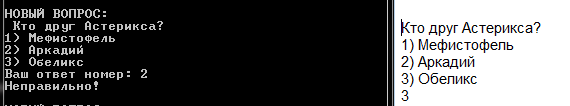 НОВЫЙ ВОПРОС:
Кто друг Астерикса?
1) Мефистофель
2) Аркадий
3) Обеликс
Ваш ответ номер: 2
Неправильно!
Кто друг Астерикса?
1) Мефистофель
2) Аркадий
3) Обеликс
3